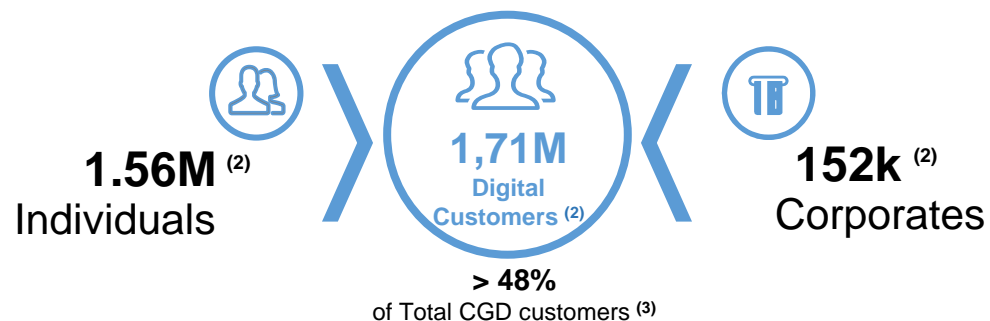 1.56M (2)
Individuals
1,71M
Digital
Customers (2)
152k (2)
Corporates
> 48%
of Total CGD customers (3)